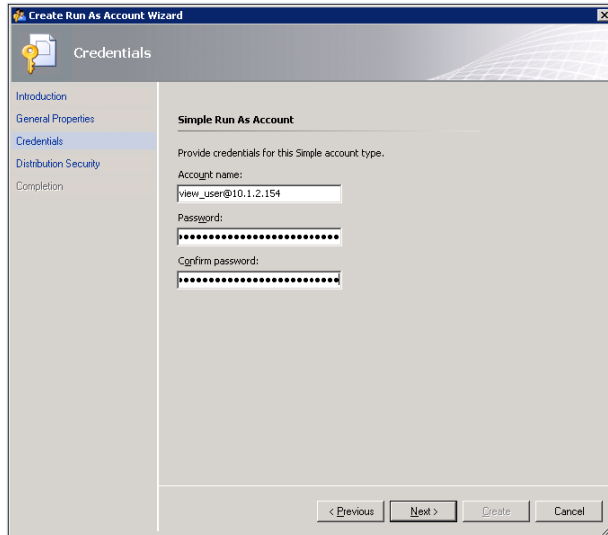 Create Run As Account Wizard
Credentials
Introduction
General Properties
Credentials
Distribution Security
Completion
Simple Run As Account
Provide credentials for this Simple account type.
Account name:
view_user@10.1.2.154
Password:
Confirm password:
< Previous
Next >
Create
Cancel